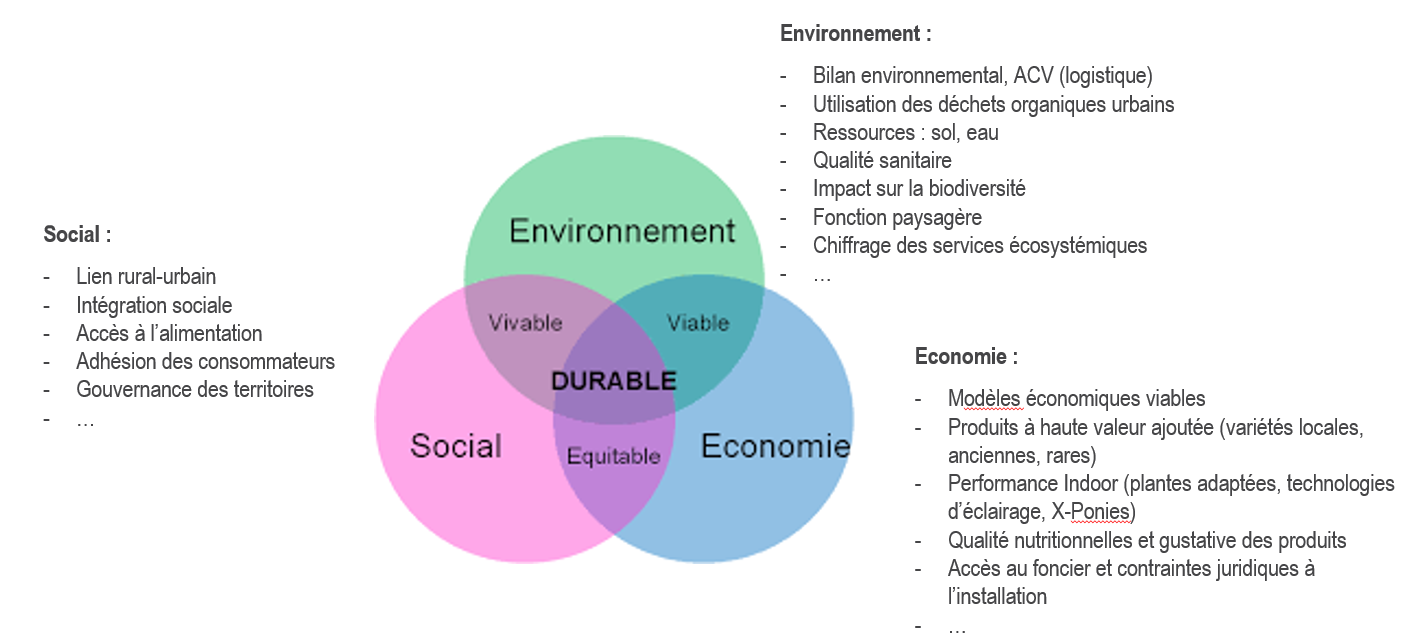 Environnement :
- Bilan environnemental, ACV (logistique)
- Utilisation des déchets organiques urbains
- Ressources : sol, eau
- Qualité sanitaire
- Impact sur la biodiversité
- Fonction paysagère
- Chiffrage des services écosystémiques
- …
Social :
- Lien rural-urbain
- Intégration sociale
- Accès à l’alimentation
- Adhésion des consommateurs
- Gouvernance des territoires
- …
Environnement
Vivable
Viable
DURABLE
Social
Equitable
Economie
Economie :
- Modèles économiques viables
- Produits à haute valeur ajoutée (variétés locales,
anciennes, rares)
- Performance Indoor (plantes adaptées, technologies
d’éclairage, X-Ponies)
- Qualité nutritionnelles et gustative des produits
- Accès au foncier et contraintes juridiques à
l’installation
- …